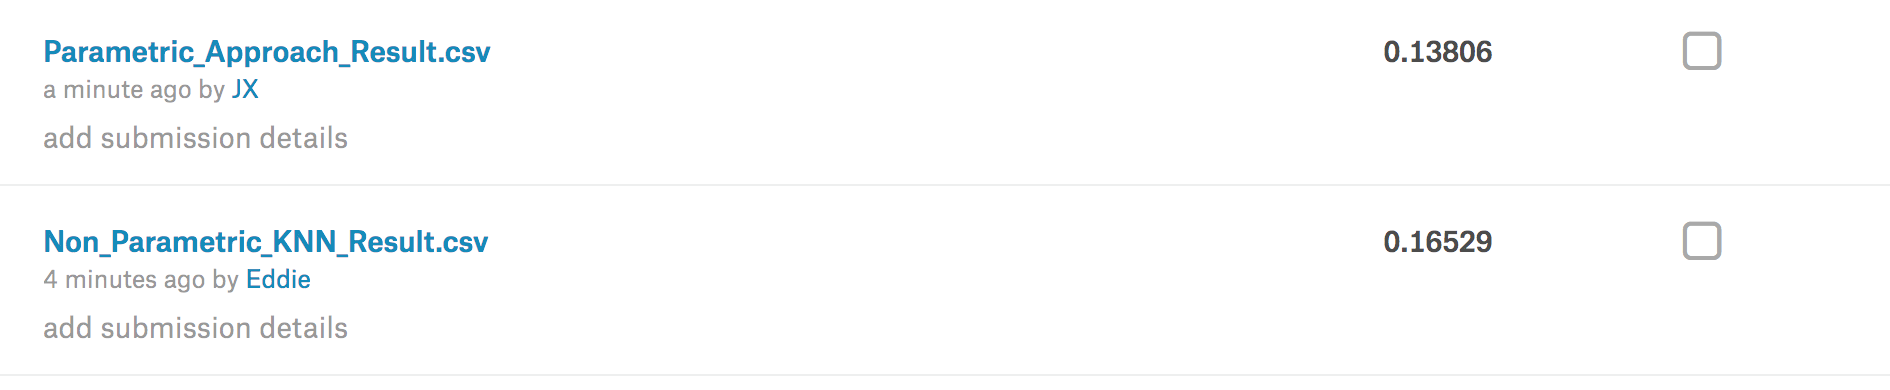 Parametric_Approach_Result.csv 0.13806
a minute ago by JX
add submission details
Non_Parametric_KNN_Result.csv 0.16529
4 minutes ago by Eddie
add submission details